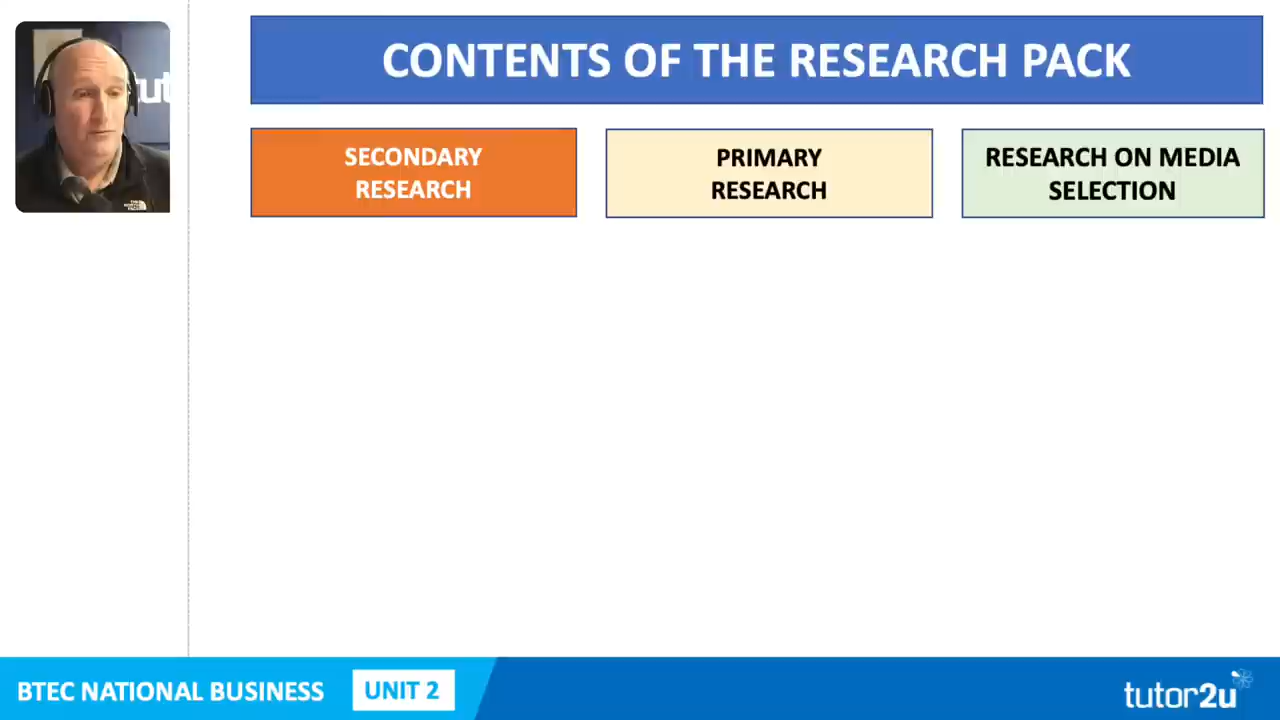 CONTENTS OF THE RESEARCH PACK
SECONDARY
RESEARCH
PRIMARY
RESEARCH
RESEARCH ON MEDIA
SELECTION
tut
BTEC NATIONAL BUSINESS
UNIT 2
tutor2u